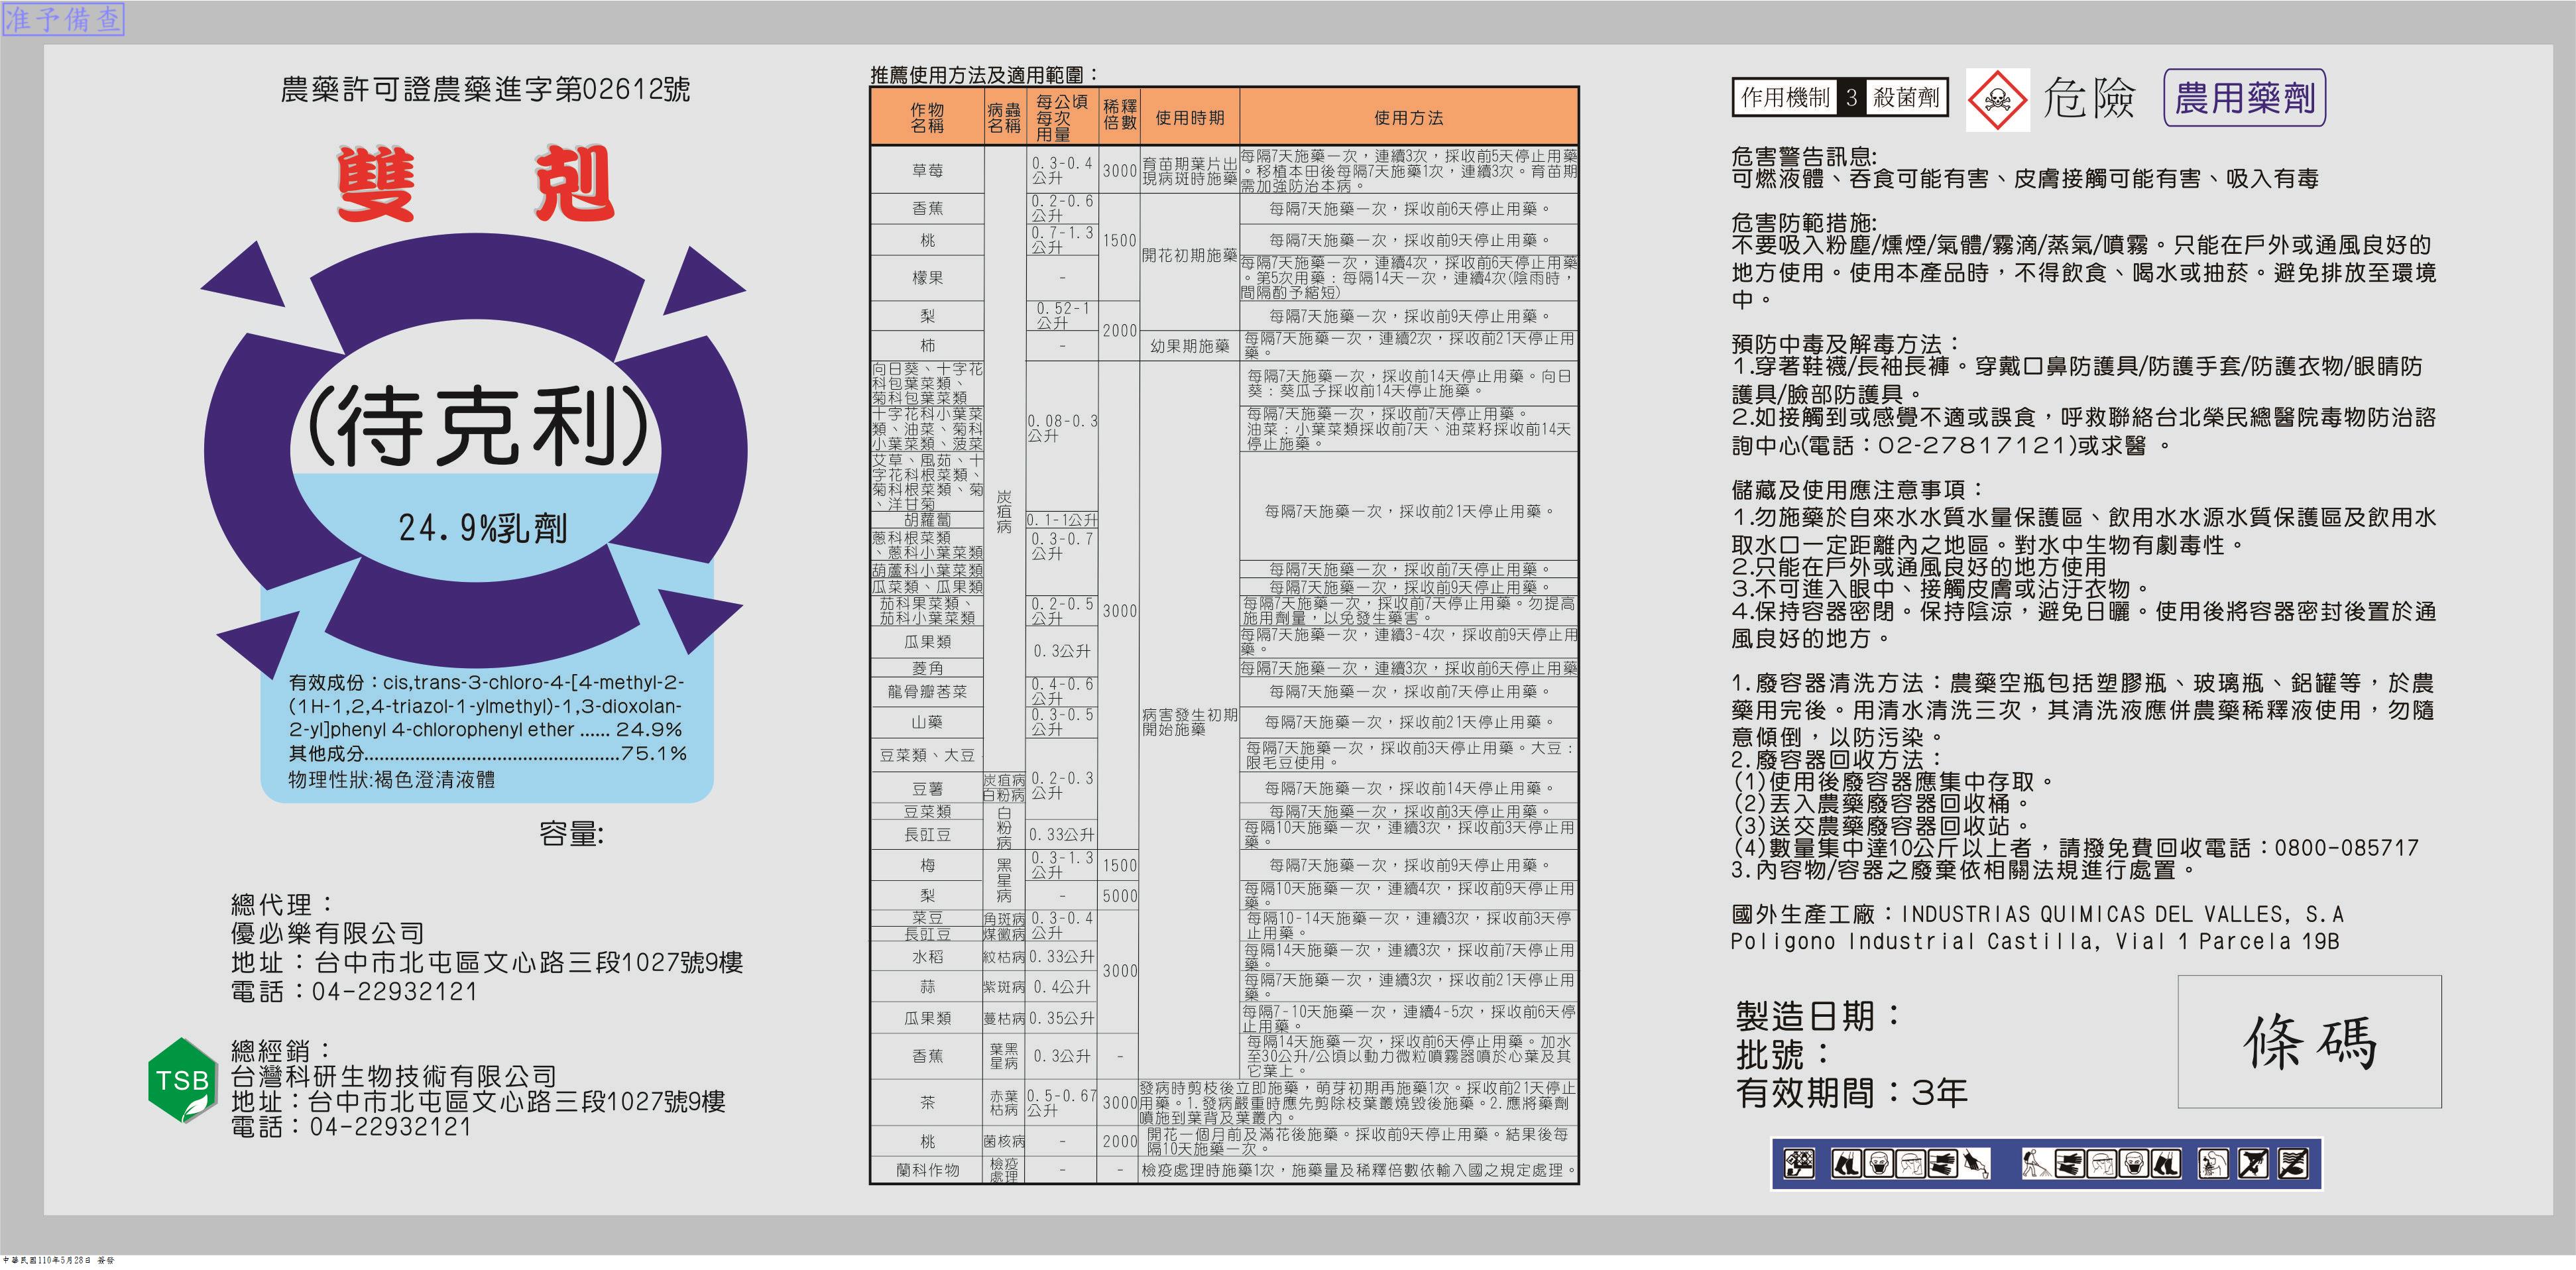 准予備查
農藥許可證農藥進字第02612號
雙 剋
(待克利)
24.9%乳劑
有效成份：cis,trans-3-chloro-4-[4-methyl-2-
(1H-1,2,4-triazol-1-ylmethyl)-1,3-dioxolan-
2-yl]phenyl 4-chlorophenyl ether ...... 24.9%
其他成分..................................................75.1%
物理性狀:褐色澄清液體
容量:
總代理：
優必樂有限公司
地址：台中市北屯區文心路三段1027號9樓
電話：04-22932121
TSB
總經銷：
台灣科研生物技術有限公司
地址：台中市北屯區文心路三段1027號9樓
電話：04-22932121
推薦使用方法及適用範圍：
作物名稱 病蟲名稱 每公頃每次用量 稀釋倍數 使用時期 使用方法
草莓 炭疽病 0.3-0.4公升 3000 育苗期葉片出現病斑時施藥 每隔7天施藥一次，連續3次，採收前5天停止用藥。移植本田後每隔7天施藥1次，連續3次。育苗期需加強防治本病。
香蕉 0.2-0.6公升 1500 開花初期施藥 每隔7天施藥一次，採收前6天停止用藥。
桃 0.7-1.3公升 每隔7天施藥一次，採收前9天停止用藥。
檬果 - 每隔7天施藥一次，連續4次，採收前6天停止用藥。第5次用藥：每隔14天一次，連續4次(陰雨時，間隔酌予縮短)
梨 0.52-1公升 2000 每隔7天施藥一次，採收前9天停止用藥。
柿 - 幼果期施藥 每隔7天施藥一次，連續2次，採收前21天停止用藥。
向日葵、十字花科包葉菜類、菊科包葉菜類 0.08-0.3公升 3000 病害發生初期開始施藥 每隔7天施藥一次，採收前14天停止用藥。向日葵：葵瓜子採收前14天停止施藥。
十字花科小葉菜類、油菜、菊科小葉菜類、菠菜 每隔7天施藥一次，採收前7天停止用藥。油菜：小葉菜類採收前7天、油菜籽採收前14天停止施藥。
艾草、風茹、十字花科根菜類、菊科根菜類、菊、洋甘菊 每隔7天施藥一次，採收前21天停止用藥。
胡蘿蔔 0.1-1公升
蔥科根菜類、蔥科小葉菜類 0.3-0.7公升
葫蘆科小葉菜類 每隔7天施藥一次，採收前7天停止用藥。
瓜菜類、瓜果類 每隔7天施藥一次，採收前9天停止用藥。
茄科果菜類、茄科小葉菜類 0.2-0.5公升 每隔7天施藥一次，採收前7天停止用藥。勿提高施用劑量，以免發生藥害。
瓜果類 0.3公升 每隔7天施藥一次，連續3-4次，採收前9天停止用藥。
菱角 每隔7天施藥一次，連續3次，採收前6天停止用藥
龍骨瓣莕菜 0.4-0.6公升 每隔7天施藥一次，採收前7天停止用藥。
山藥 0.3-0.5公升 每隔7天施藥一次，採收前21天停止用藥。
豆菜類、大豆 0.2-0.3公升 每隔7天施藥一次，採收前3天停止用藥。大豆：限毛豆使用。
豆薯 炭疽病白粉病 每隔7天施藥一次，採收前14天停止用藥。
豆菜類 白粉病 每隔7天施藥一次，採收前3天停止用藥。
長豇豆 0.33公升 每隔10天施藥一次，連續3次，採收前3天停止用藥。
梅 黑星病 0.3-1.3公升 1500 每隔7天施藥一次，採收前9天停止用藥。
梨 - 5000 每隔10天施藥一次，連續4次，採收前9天停止用藥。
菜豆 角斑病 0.3-0.4公升 3000 每隔10-14天施藥一次，連續3次，採收前3天停止用藥。
長豇豆 煤黴病
水稻 紋枯病 0.33公升 每隔14天施藥一次，連續3次，採收前7天停止用藥。
蒜 紫斑病 0.4公升 每隔7天施藥一次，連續3次，採收前21天停止用藥。
瓜果類 蔓枯病 0.35公升 每隔7-10天施藥一次，連續4-5次，採收前6天停止用藥。
香蕉 葉黑星病 0.3公升 - 每隔14天施藥一次，採收前6天停止用藥。加水至30公升/公頃以動力微粒噴霧器噴於心葉及其它葉上。
茶 赤葉枯病 0.5-0.67公升 3000 發病時剪枝後立即施藥，萌芽初期再施藥1次。採收前21天停止用藥。1.發病嚴重時應先剪除枝葉叢燒毀後施藥。2.應將藥劑噴施到葉背及葉叢內。
桃 菌核病 - 2000 開花一個月前及滿花後施藥。採收前9天停止用藥。結果後每隔10天施藥一次。
蘭科作物 檢疫處理 - - 檢疫處理時施藥1次，施藥量及稀釋倍數依輸入國之規定處理。
作用機制 3 殺菌劑 危險 農用藥劑
危害警告訊息:
可燃液體、吞食可能有害、皮膚接觸可能有害、吸入有毒
危害防範措施:
不要吸入粉塵/燻煙/氣體/霧滴/蒸氣/噴霧。只能在戶外或通風良好的
地方使用。使用本產品時，不得飲食、喝水或抽菸。避免排放至環境
中。
預防中毒及解毒方法：
1.穿著鞋襪/長袖長褲。穿戴口鼻防護具/防護手套/防護衣物/眼睛防
護具/臉部防護具。
2.如接觸到或感覺不適或誤食，呼救聯絡台北榮民總醫院毒物防治諮
詢中心(電話：02-27817121)或求醫 。
儲藏及使用應注意事項：
1.勿施藥於自來水水質水量保護區、飲用水水源水質保護區及飲用水
取水口一定距離內之地區。對水中生物有劇毒性。
2.只能在戶外或通風良好的地方使用
3.不可進入眼中、接觸皮膚或沾汙衣物。
4.保持容器密閉。保持陰涼，避免日曬。使用後將容器密封後置於通
風良好的地方。
1.廢容器清洗方法：農藥空瓶包括塑膠瓶、玻璃瓶、鋁罐等，於農
藥用完後。用清水清洗三次，其清洗液應併農藥稀釋液使用，勿隨
意傾倒，以防污染。
2.廢容器回收方法：
(1)使用後廢容器應集中存取。
(2)丟入農藥廢容器回收桶。
(3)送交農藥廢容器回收站。
(4)數量集中達10公斤以上者，請撥免費回收電話：0800-085717
3.內容物/容器之廢棄依相關法規進行處置。
國外生產工廠：INDUSTRIAS QUIMICAS DEL VALLES, S.A
Poligono Industrial Castilla, Vial 1 Parcela 19B
製造日期：
批號：
有效期間：3年
條碼
中華民國110年5月28日 簽發